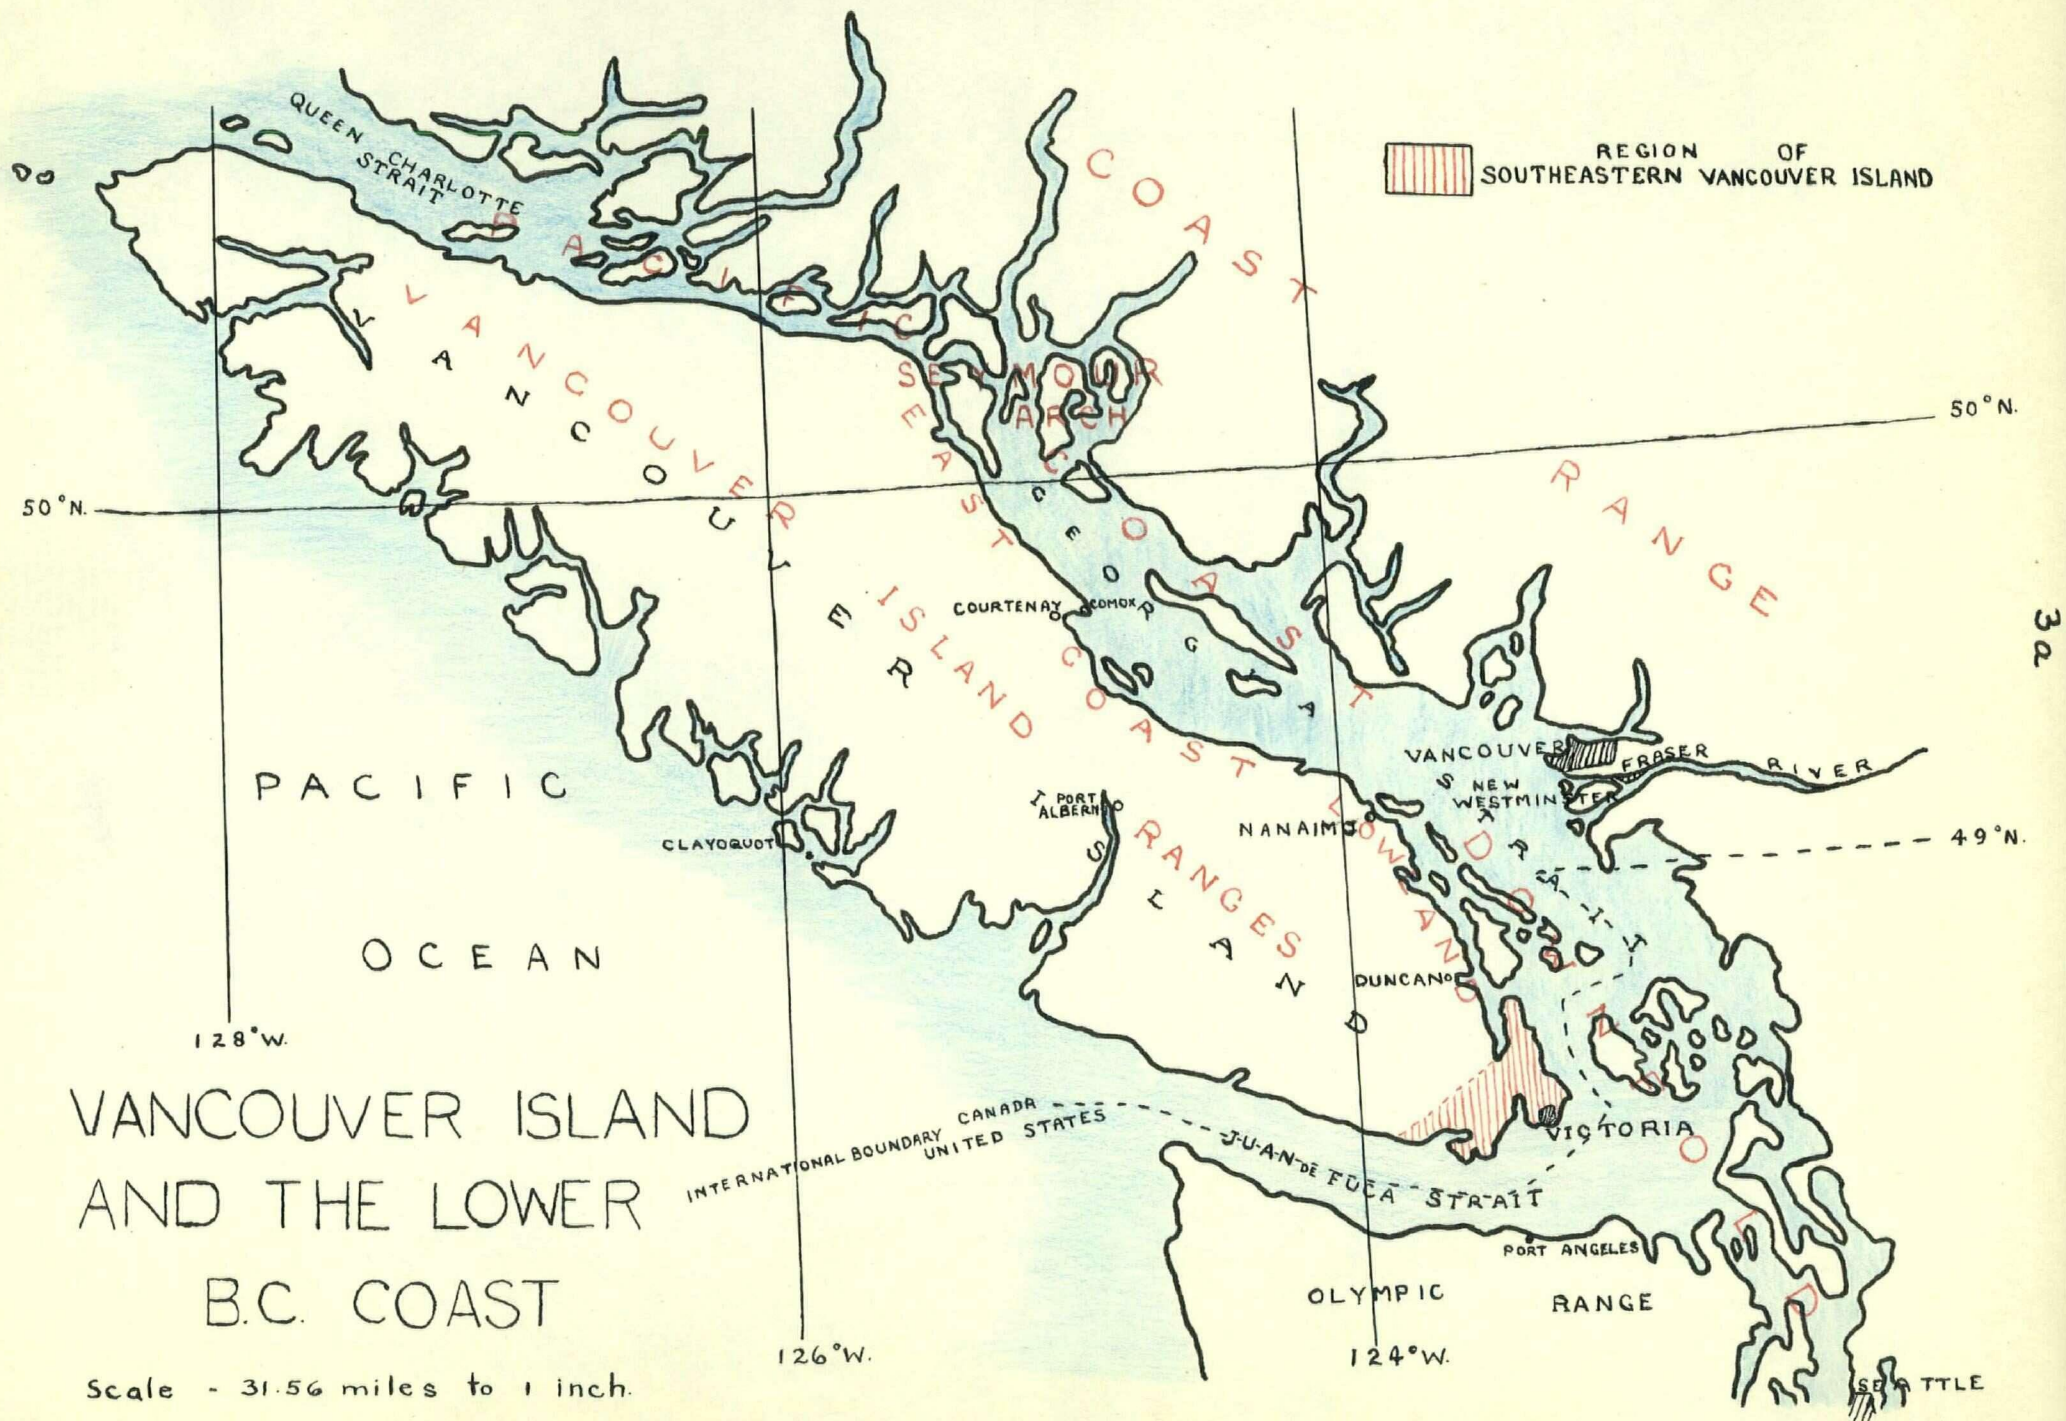 QUEEN
CHARLOTTE
STRAIT
REGION OF
SOUTHEASTERN VANCOUVER ISLAND
COAST
RANGE
PACIFIC
COAST
DOWNFOLD
SEYMOUR
ARCH
VANCOUVER
ISLAND
RANGES
EAST
COAST
LOWLAND
VANCOUVER
ISLAND
GEORGIA
STRAIT
50°N.
50°N.
3a
COURTENAY
COMOX
VANCOUVER
FRASER RIVER
NEW
WESTMINSTER
PORT
ALBERNI
NANAIMO
49°N.
CLAYOQUOT
PACIFIC
OCEAN
DUNCAN
128°W.
VANCOUVER ISLAND
AND THE LOWER
B.C. COAST
Scale - 31.56 miles to 1 inch.
INTERNATIONAL BOUNDARY CANADA
UNITED STATES
VICTORIA
JUAN DE FUCA STRAIT
PORT ANGELES
OLYMPIC RANGE
126°W.
124°W.
SEATTLE